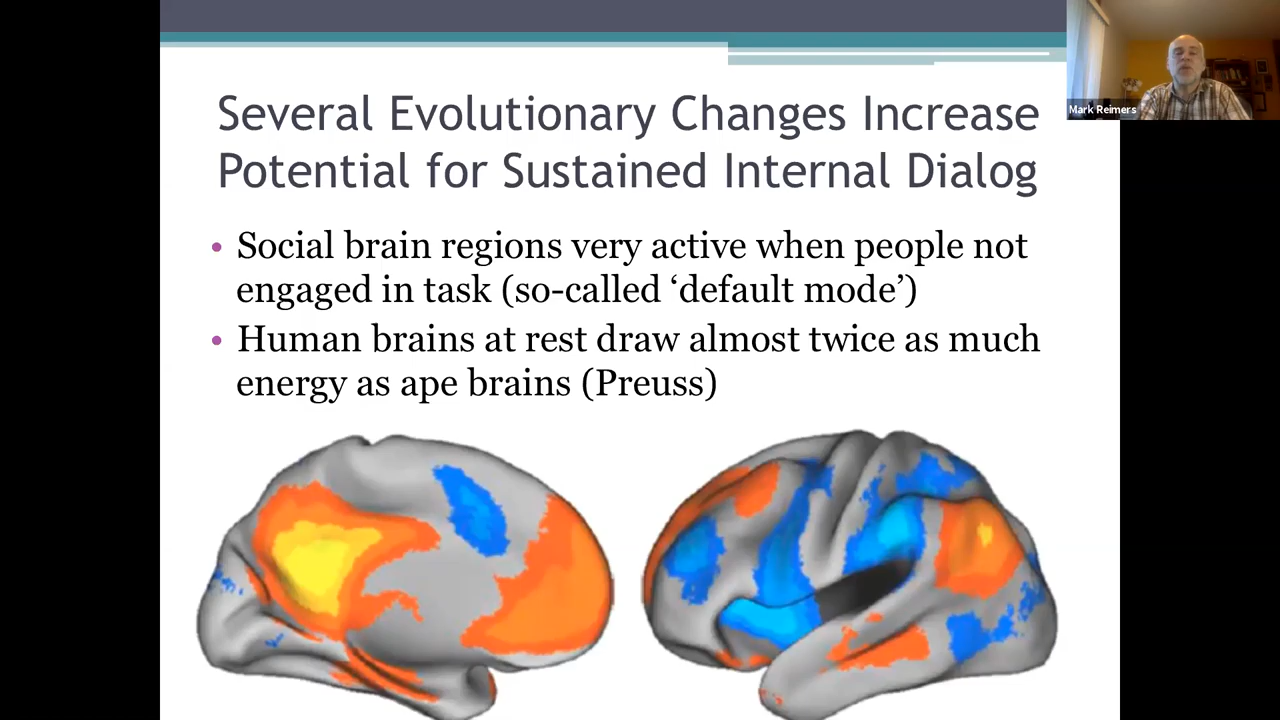 Several Evolutionary Changes Increase
Potential for Sustained Internal Dialog
• Social brain regions very active when people not
engaged in task (so-called ‘default mode’)
• Human brains at rest draw almost twice as much
energy as ape brains (Preuss)
Mark Reimers